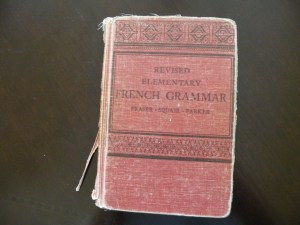 REVISED
ELEMENTARY
FRENCH GRAMMAR
FRASER · SQUAIR · PARKER